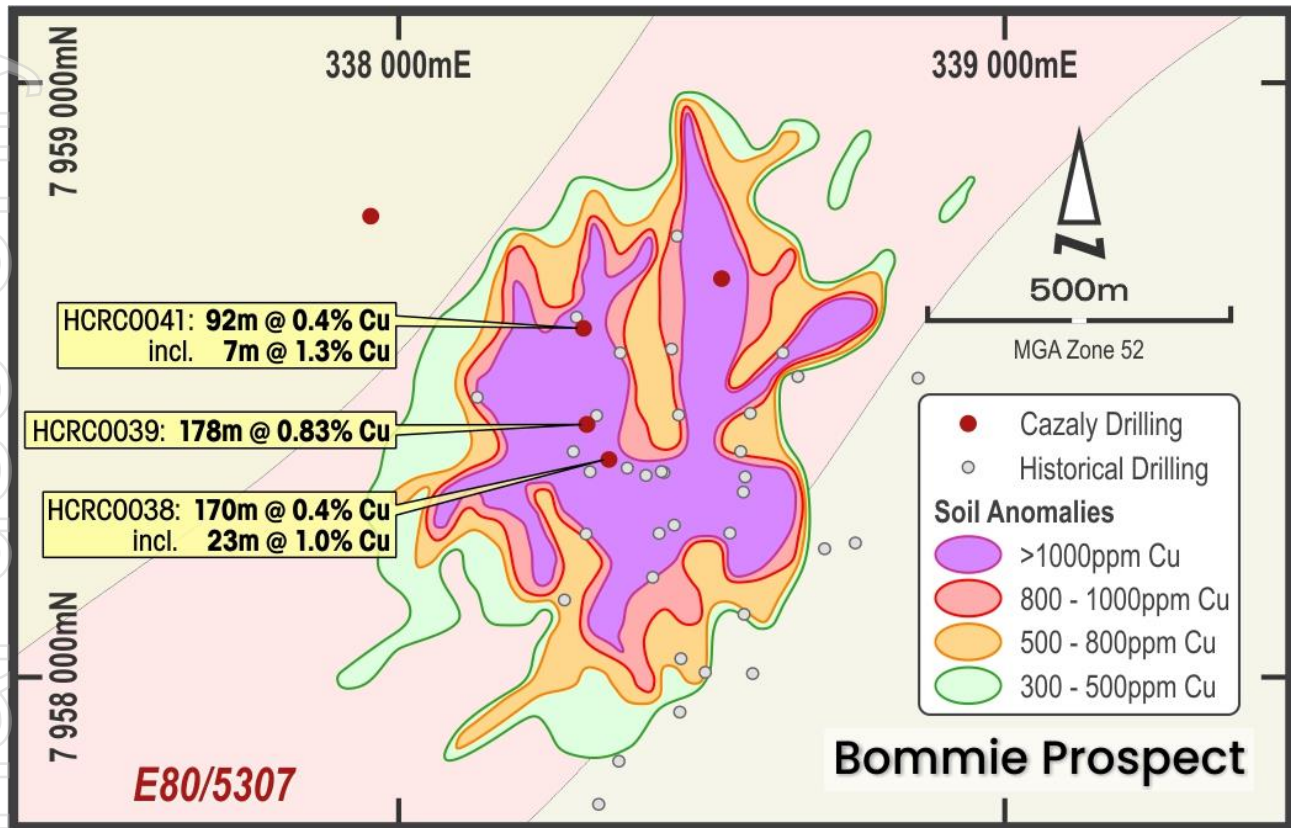 338 000mE
339 000mE
7 959 000mN
7 958 000mN
HCRC0041: 92m @ 0.4% Cu
incl. 7m @ 1.3% Cu
HCRC0039: 178m @ 0.83% Cu
HCRC0038: 170m @ 0.4% Cu
incl. 23m @ 1.0% Cu
N
500m
MGA Zone 52
Cazaly Drilling
Historical Drilling
Soil Anomalies
>1000ppm Cu
800 - 1000ppm Cu
500 - 800ppm Cu
300 - 500ppm Cu
Bommie Prospect
E80/5307